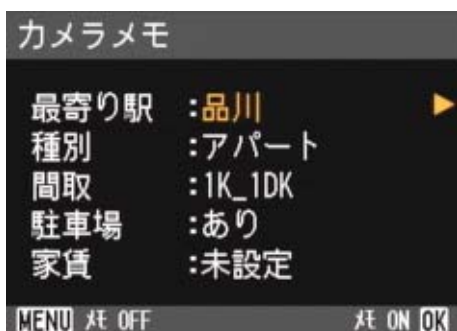 カメラメモ
最寄り駅 :品川
種別 :アパート
間取 :1K_1DK
駐車場 :あり
家賃 :未設定
MENU メモ OFF メモ ON OK